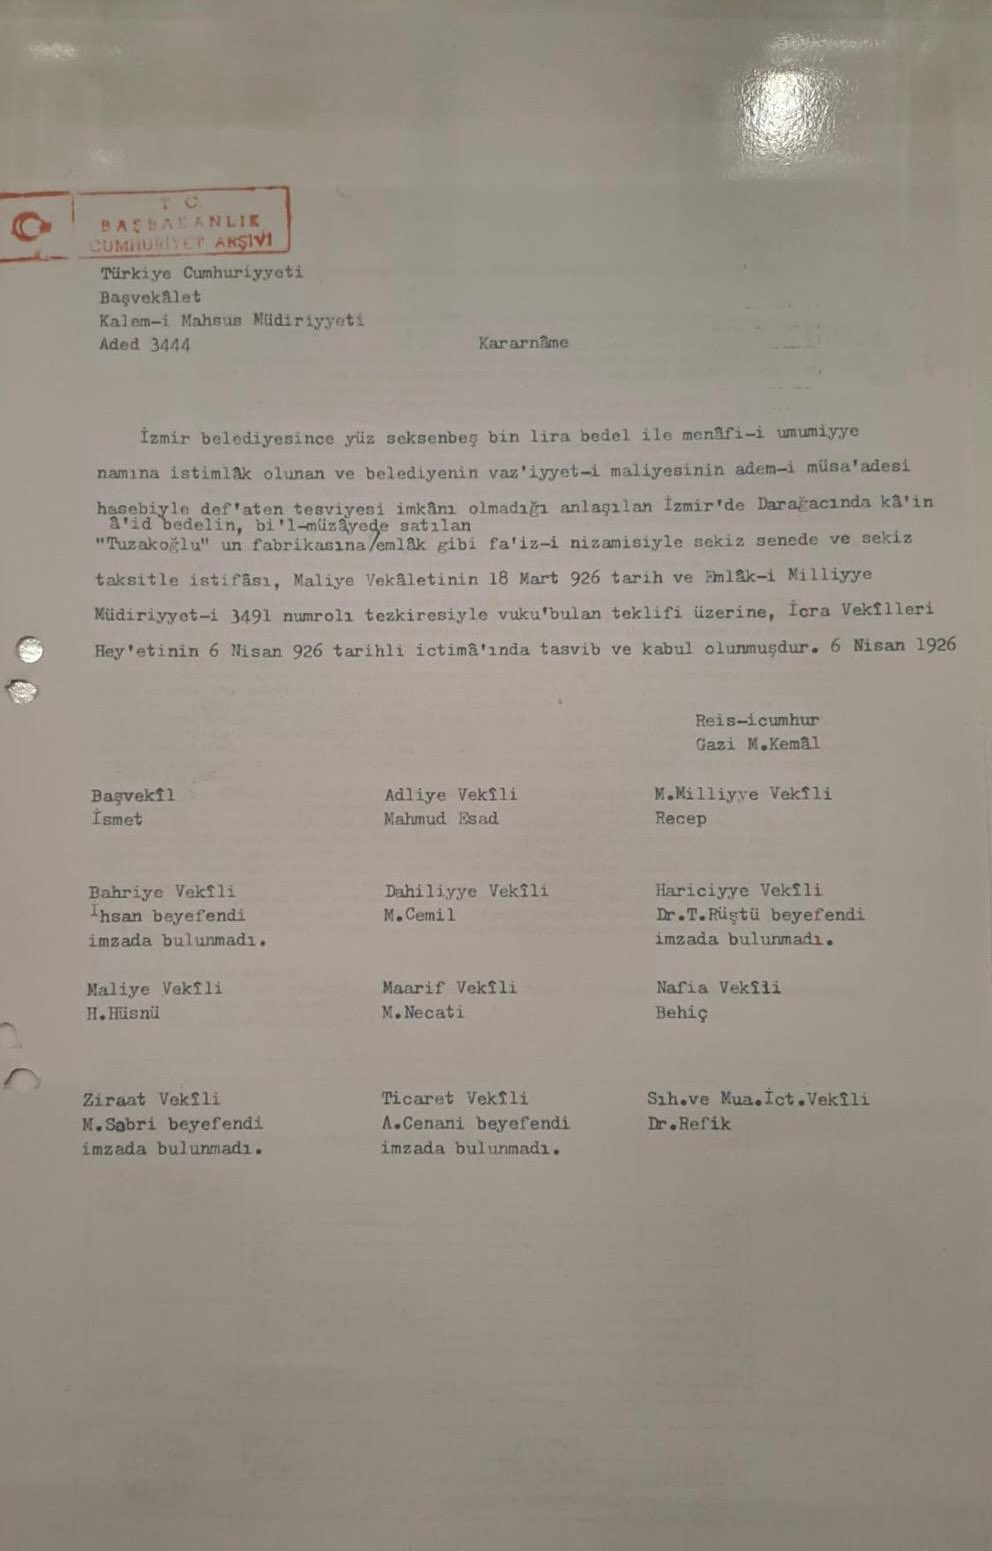 T C
BAŞBAKANLIK
CUMHURİYET ARŞİVİ
Türkiye Cumhuriyyeti
Başvekâlet
Kalem-i Mahsus Müdiriyyeti
Aded 3444
Kararnâme
İzmir belediyesince yüz seksenbeş bin lira bedel ile menâfi-i umumiyye
namına istimlâk olunan ve belediyenin vaz'iyyet-i maliyesinin adem-i müsa'adesi
hasebiyle def'aten tesviyesi imkânı olmadığı anlaşılan İzmir'de Darağacında kâ'in
â'id bedelin, bi'l-müzâyede satılan
"Tuzakoğlu" un fabrikasına/emlâk gibi fa'iz-i nizamisiyle sekiz senede ve sekiz
taksitle istifâsı, Maliye Vekâletinin 18 Mart 926 tarih ve Emlâk-i Milliyye
Müdiriyyet-i 3491 numrolı tezkiresiyle vuku'bulan teklifi üzerine, İcra Vekîlleri
Hey'etinin 6 Nisan 926 tarihli ictimâ'ında tasvib ve kabul olunmuşdur. 6 Nisan 1926
Reis-icumhur
Gazi M.Kemâl
Başvekîl Adliye Vekîli M.Milliyye Vekîli
İsmet Mahmud Esad Recep
Bahriye Vekîli Dahiliyye Vekîli Hariciyye Vekîli
İhsan beyefendi M.Cemil Dr.T.Rüştü beyefendi
imzada bulunmadı. imzada bulunmadı.
Maliye Vekîli Maarif Vekîli Nafia Vekîli
H.Hüsnü M.Necati Behiç
Ziraat Vekîli Ticaret Vekîli Sıh.ve Mua.İct.Vekîli
M.Sabri beyefendi A.Cenani beyefendi Dr.Refik
imzada bulunmadı. imzada bulunmadı.